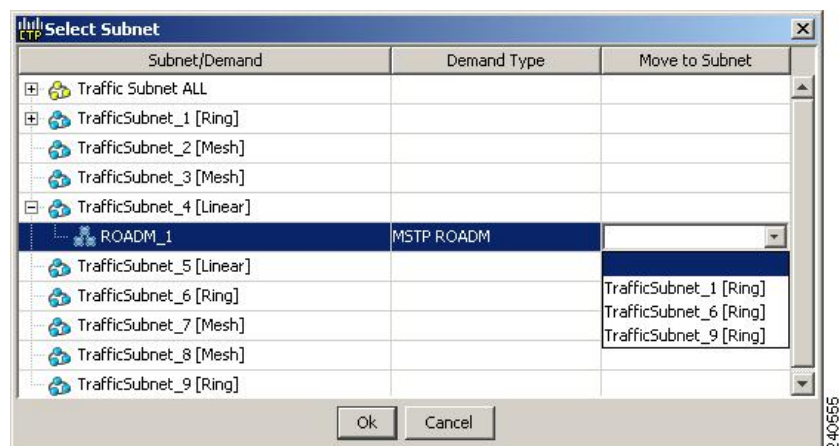 CTP Select Subnet
Subnet/Demand Demand Type Move to Subnet
Traffic Subnet ALL
TrafficSubnet_1 [Ring]
TrafficSubnet_2 [Mesh]
TrafficSubnet_3 [Mesh]
TrafficSubnet_4 [Linear]
ROADM_1 MSTP ROADM
TrafficSubnet_5 [Linear]
TrafficSubnet_6 [Ring]
TrafficSubnet_7 [Mesh]
TrafficSubnet_8 [Mesh]
TrafficSubnet_9 [Ring]
TrafficSubnet_1 [Ring]
TrafficSubnet_6 [Ring]
TrafficSubnet_9 [Ring]
Ok Cancel
240666